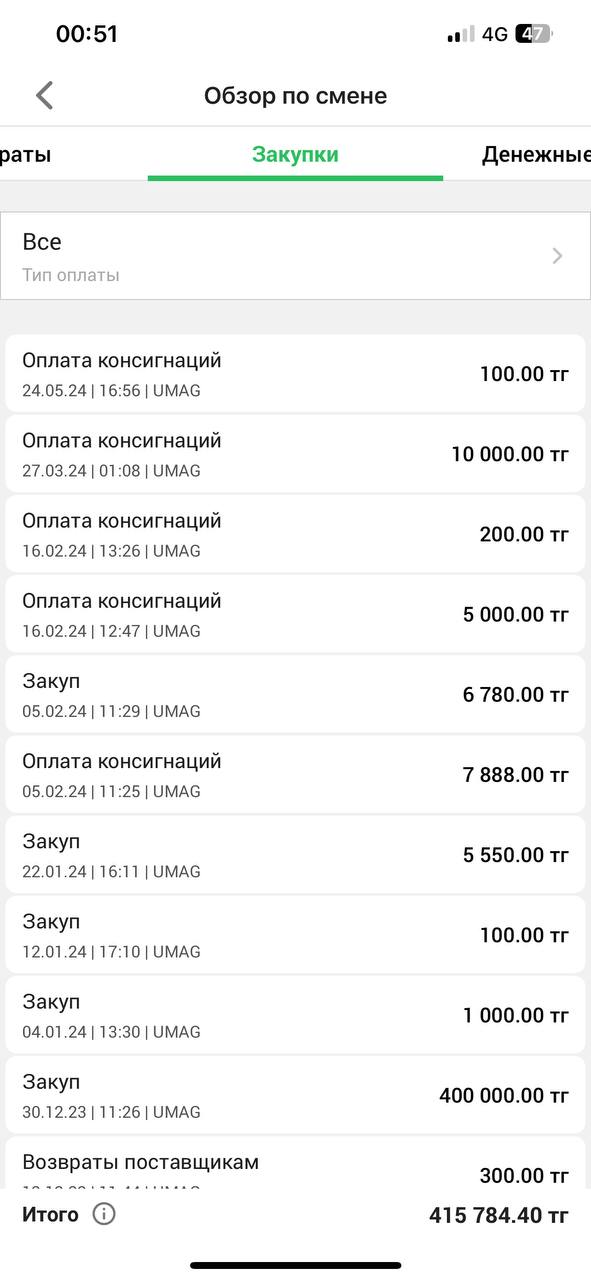 00:51
4G 47
Обзор по смене
раты Закупки Денежные
Все
Тип оплаты
Оплата консигнаций
100.00 тг
24.05.24 | 16:56 | UMAG
Оплата консигнаций
10 000.00 тг
27.03.24 | 01:08 | UMAG
Оплата консигнаций
200.00 тг
16.02.24 | 13:26 | UMAG
Оплата консигнаций
5 000.00 тг
16.02.24 | 12:47 | UMAG
Закуп
6 780.00 тг
05.02.24 | 11:29 | UMAG
Оплата консигнаций
7 888.00 тг
05.02.24 | 11:25 | UMAG
Закуп
5 550.00 тг
22.01.24 | 16:11 | UMAG
Закуп
100.00 тг
12.01.24 | 17:10 | UMAG
Закуп
1 000.00 тг
04.01.24 | 13:30 | UMAG
Закуп
400 000.00 тг
30.12.23 | 11:26 | UMAG
Возвраты поставщикам
300.00 тг
Итого
415 784.40 тг